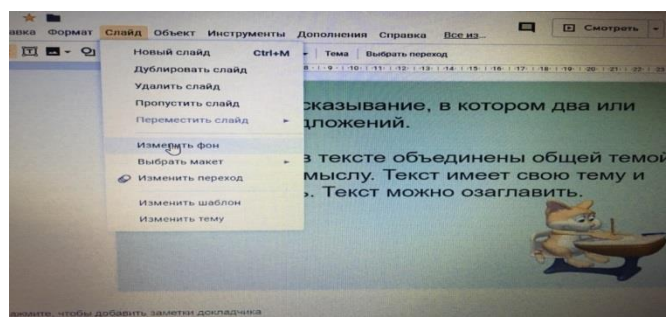 авка Формат Слайд Объект Инструменты Дополнения Справка Все из... Смотреть
Новый слайд Ctrl+M
Тема Выбрать переход
Дублировать слайд
Удалить слайд
Пропустить слайд
Переместить слайд
Изменить фон
Выбрать макет
Изменить переход
Изменить шаблон
Изменить тему
сказывание, в котором два или
дложений.
в тексте объединены общей темой
мыслу. Текст имеет свою тему и
ь. Текст можно озаглавить.
ажмите, чтобы добавить заметки докладчика